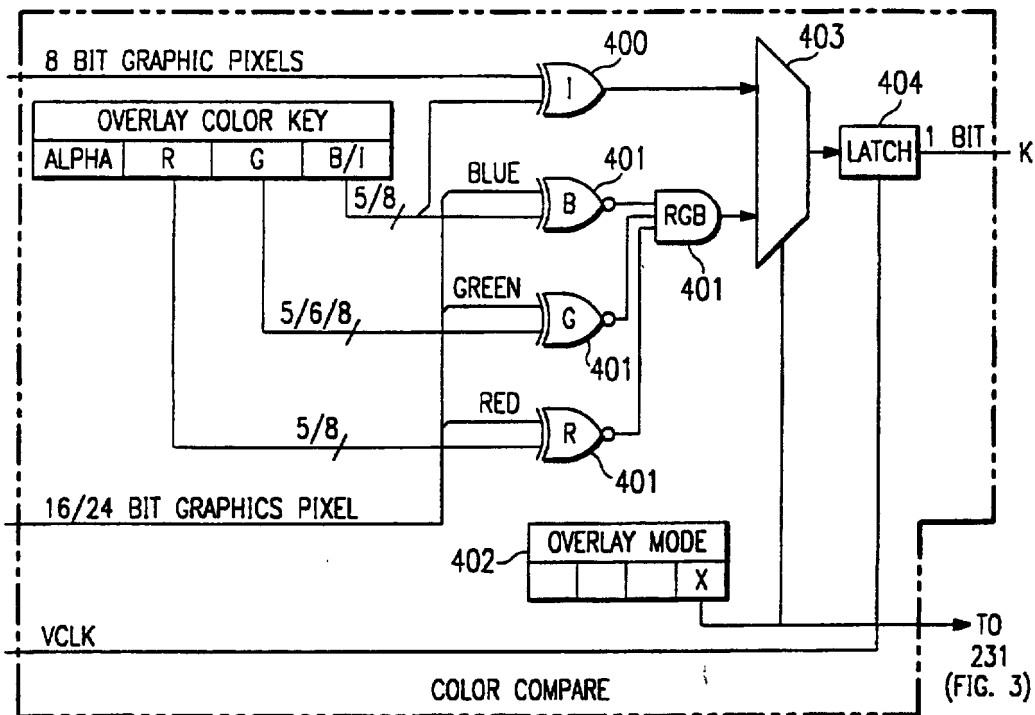 8 BIT GRAPHIC PIXELS
400
403
I
404
OVERLAY COLOR KEY
ALPHA R G B/I
LATCH
1 BIT
K
5/8
BLUE
401
B
RGB
401
5/6/8
GREEN
G
401
5/8
RED
R
401
16/24 BIT GRAPHICS PIXEL
402
OVERLAY MODE
X
VCLK
TO
231
(FIG. 3)
COLOR COMPARE